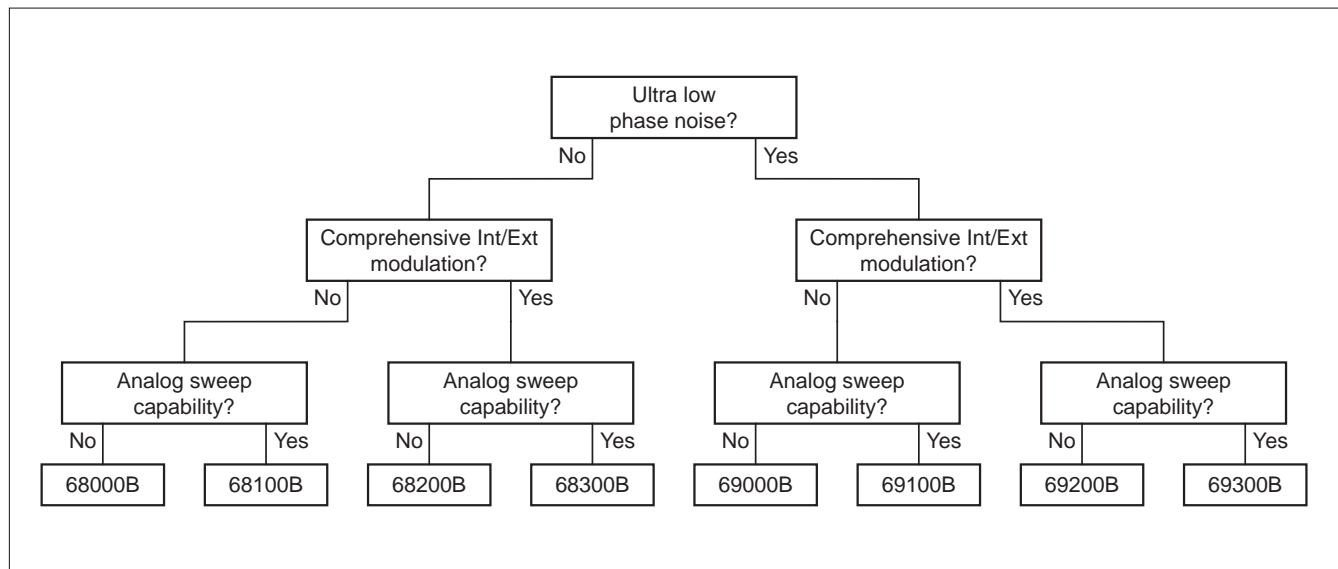 Ultra low
phase noise?
No
Yes
Comprehensive Int/Ext
modulation?
Comprehensive Int/Ext
modulation?
No
Yes
No
Yes
Analog sweep
capability?
Analog sweep
capability?
Analog sweep
capability?
Analog sweep
capability?
No
Yes
No
Yes
No
Yes
No
Yes
68000B
68100B
68200B
68300B
69000B
69100B
69200B
69300B